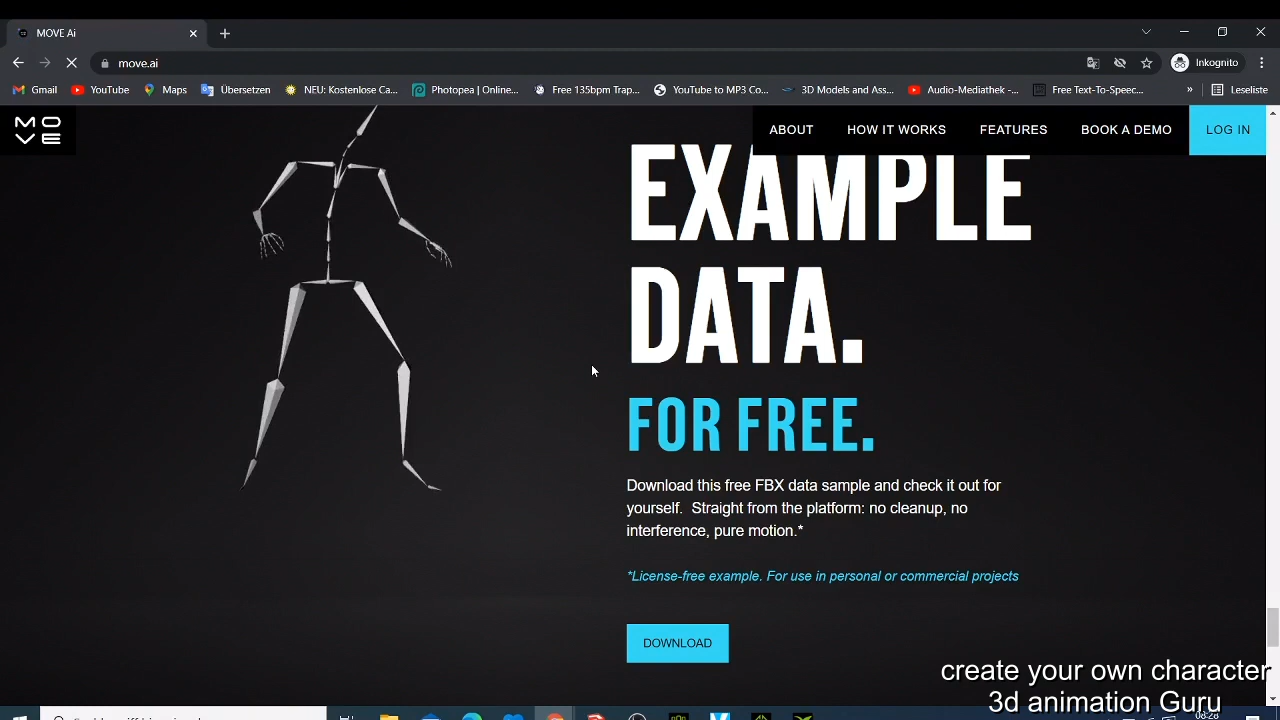 MOVE Ai
move.ai
Inkognito
Gmail
YouTube
Maps
Übersetzen
NEU: Kostenlose Ca...
Photopea | Online...
Free 135bpm Trap...
YouTube to MP3 Co...
3D Models and Ass...
Audio-Mediathek -...
Free Text-To-Speec...
»
Leseliste
MOVE
ABOUT
HOW IT WORKS
FEATURES
BOOK A DEMO
LOG IN
EXAMPLE
DATA.
FOR FREE.
Download this free FBX data sample and check it out for
yourself. Straight from the platform: no cleanup, no
interference, pure motion.*
*License-free example. For use in personal or commercial projects
DOWNLOAD
create your own character
3d animation Guru
08:28